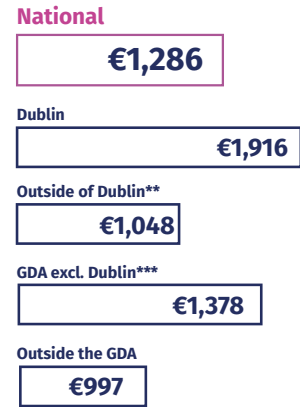 National
€1,286
Dublin
€1,916
Outside of Dublin**
€1,048
GDA excl. Dublin***
€1,378
Outside the GDA
€997